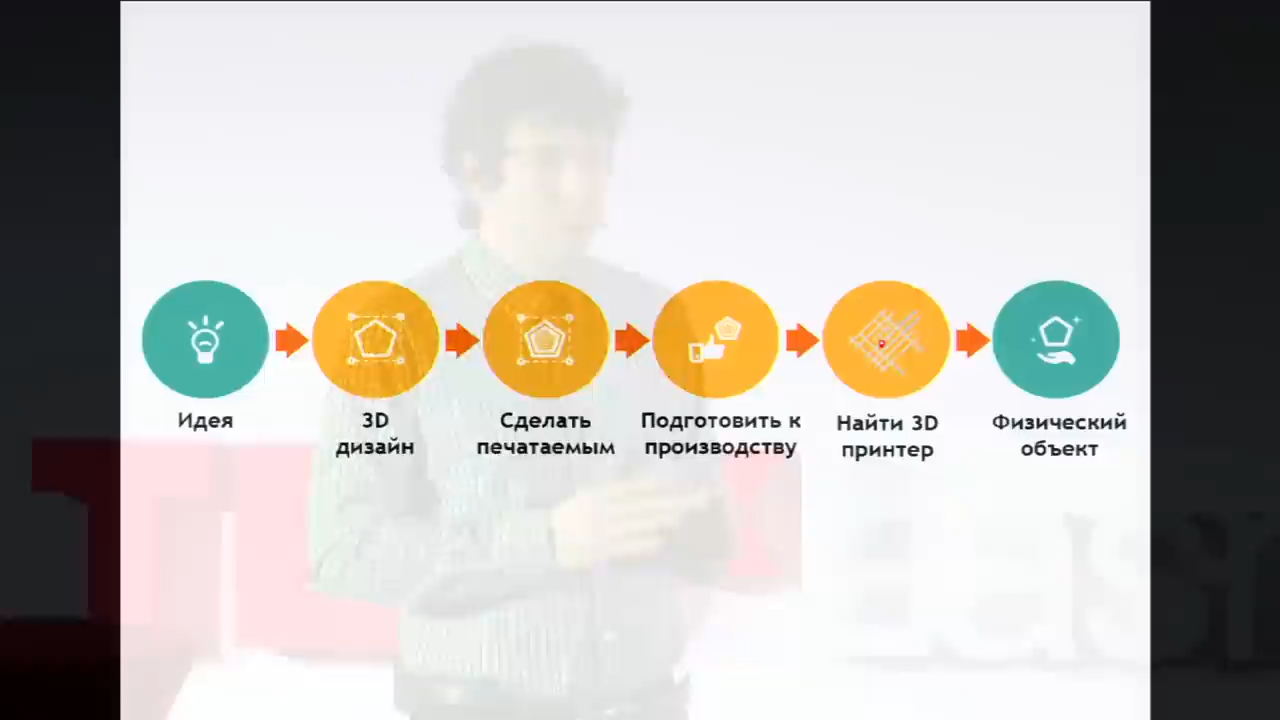 Идея
3D
дизайн
Сделать
печатаемым
Подготовить к
производству
Найти 3D
принтер
Физический
объект